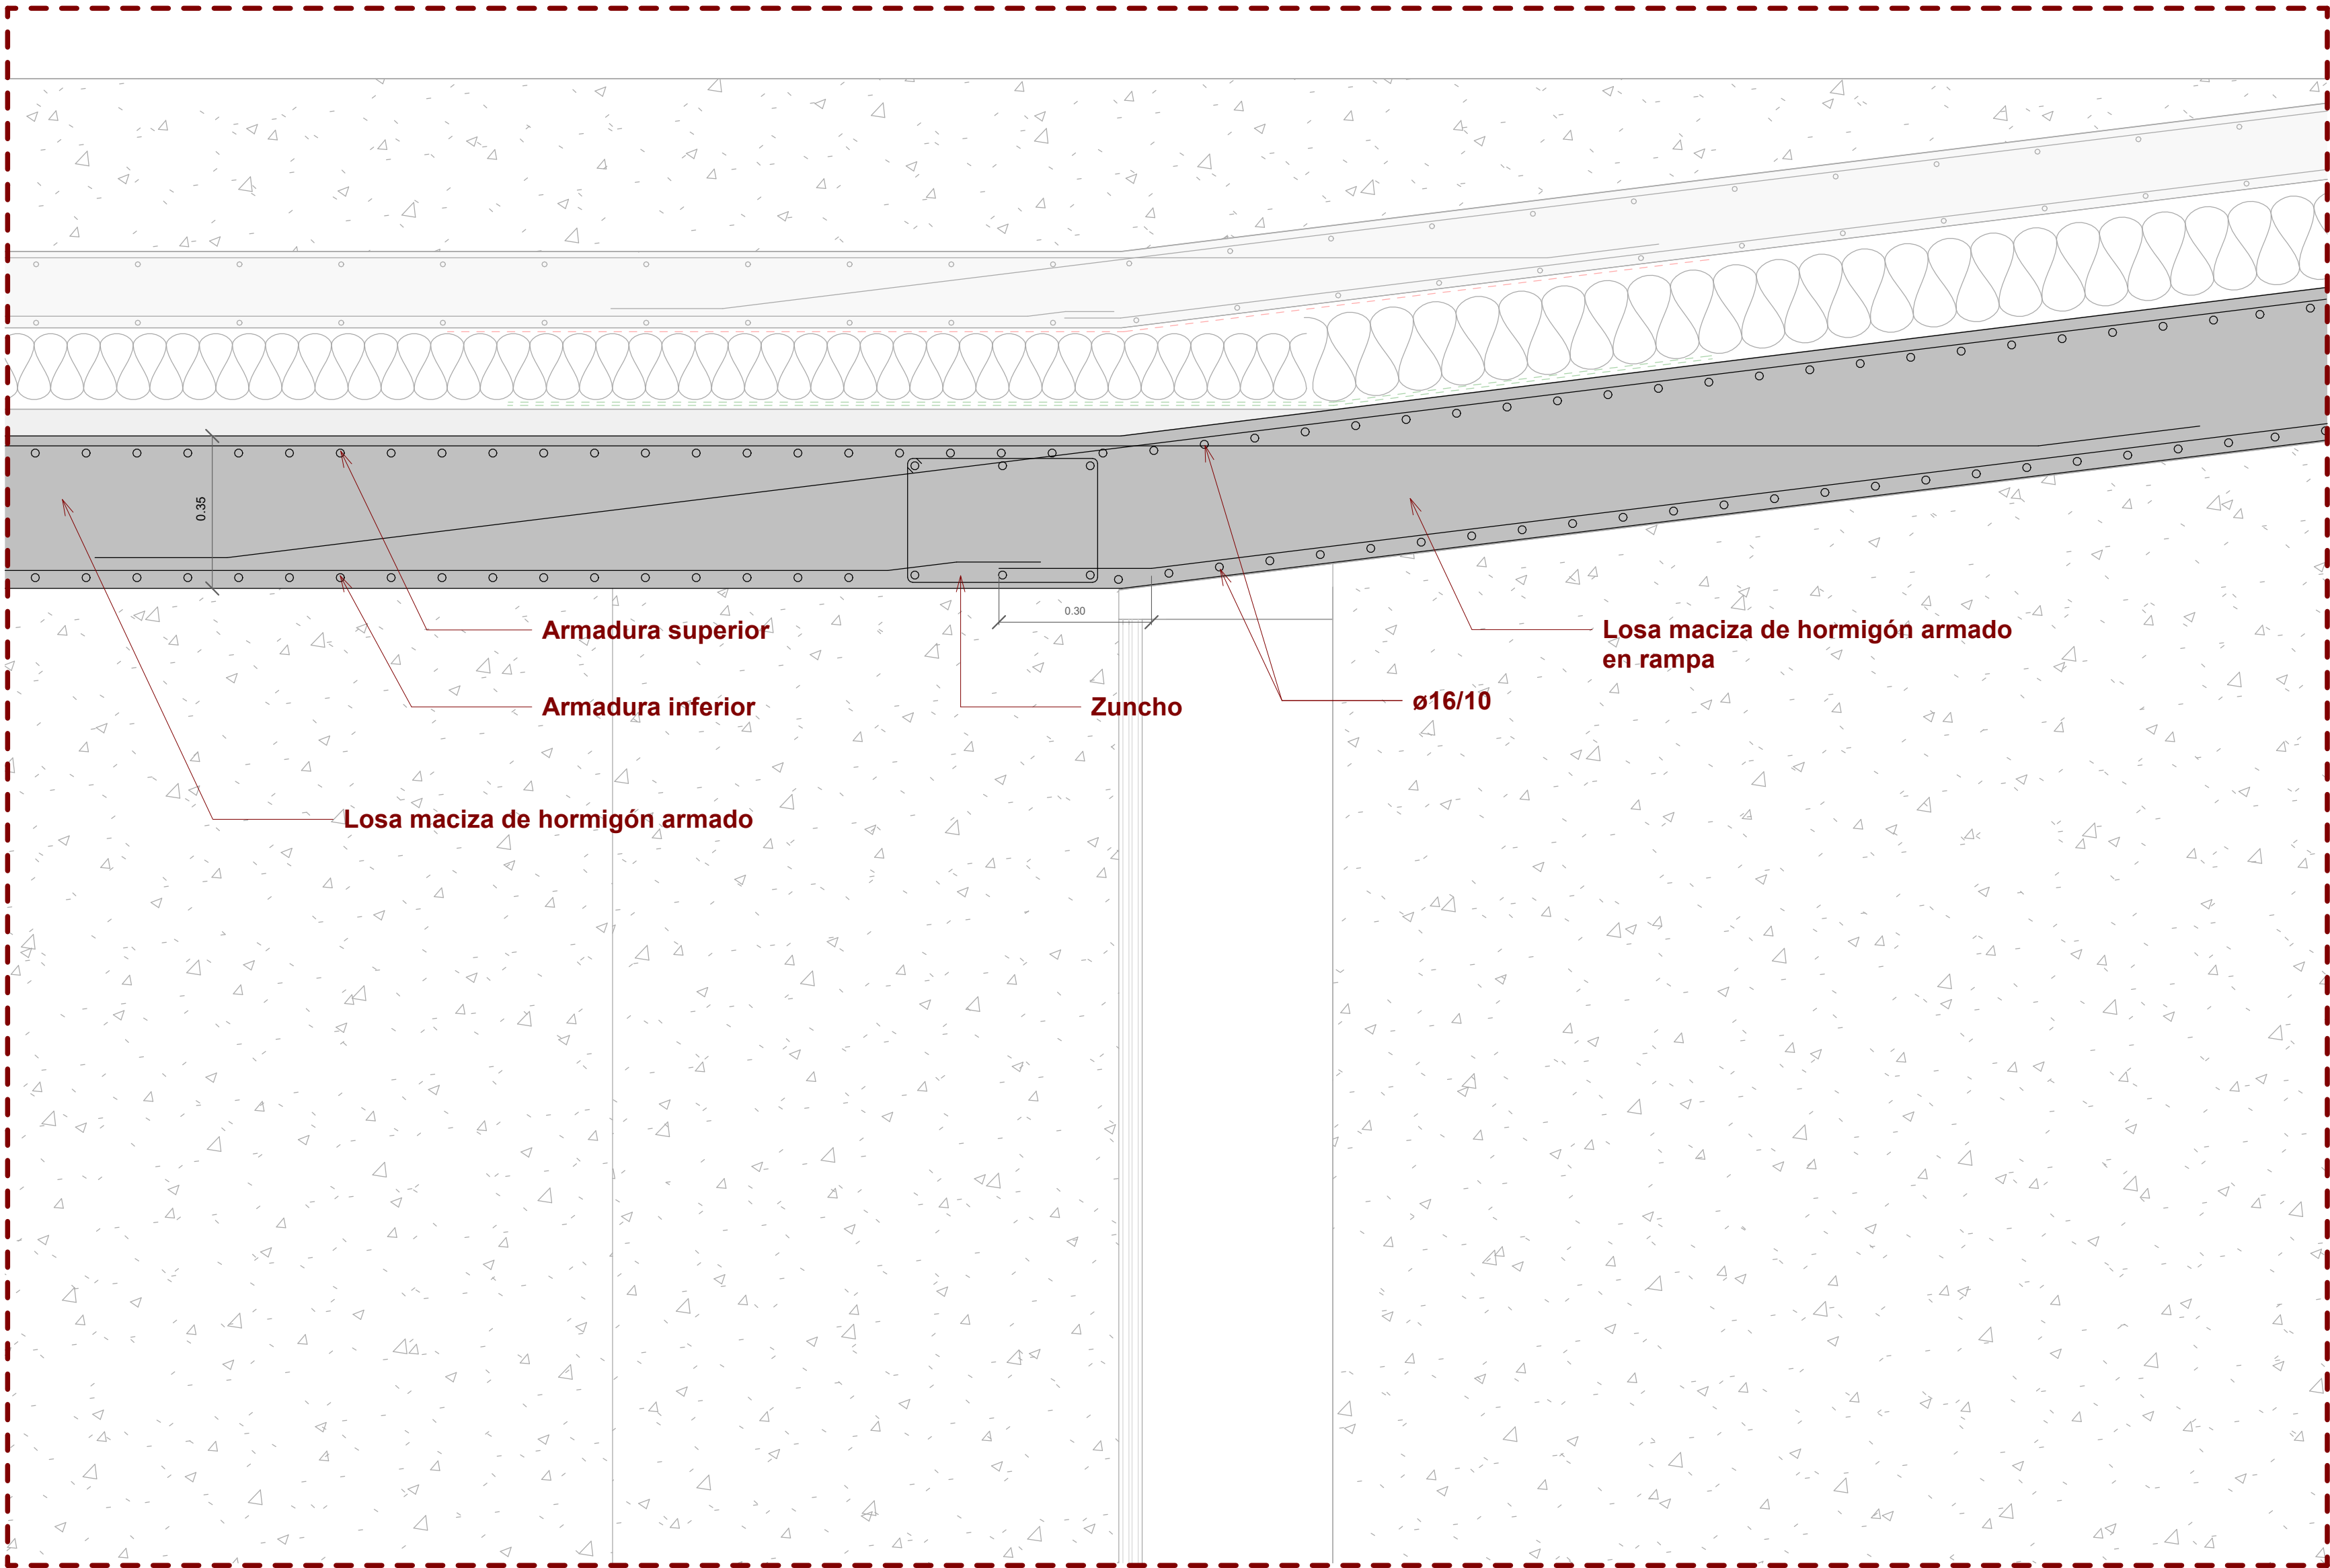 0.35
0.30
Armadura superior
Losa maciza de hormigón armado
en rampa
Armadura inferior
Zuncho
ø16/10
Losa maciza de hormigón armado